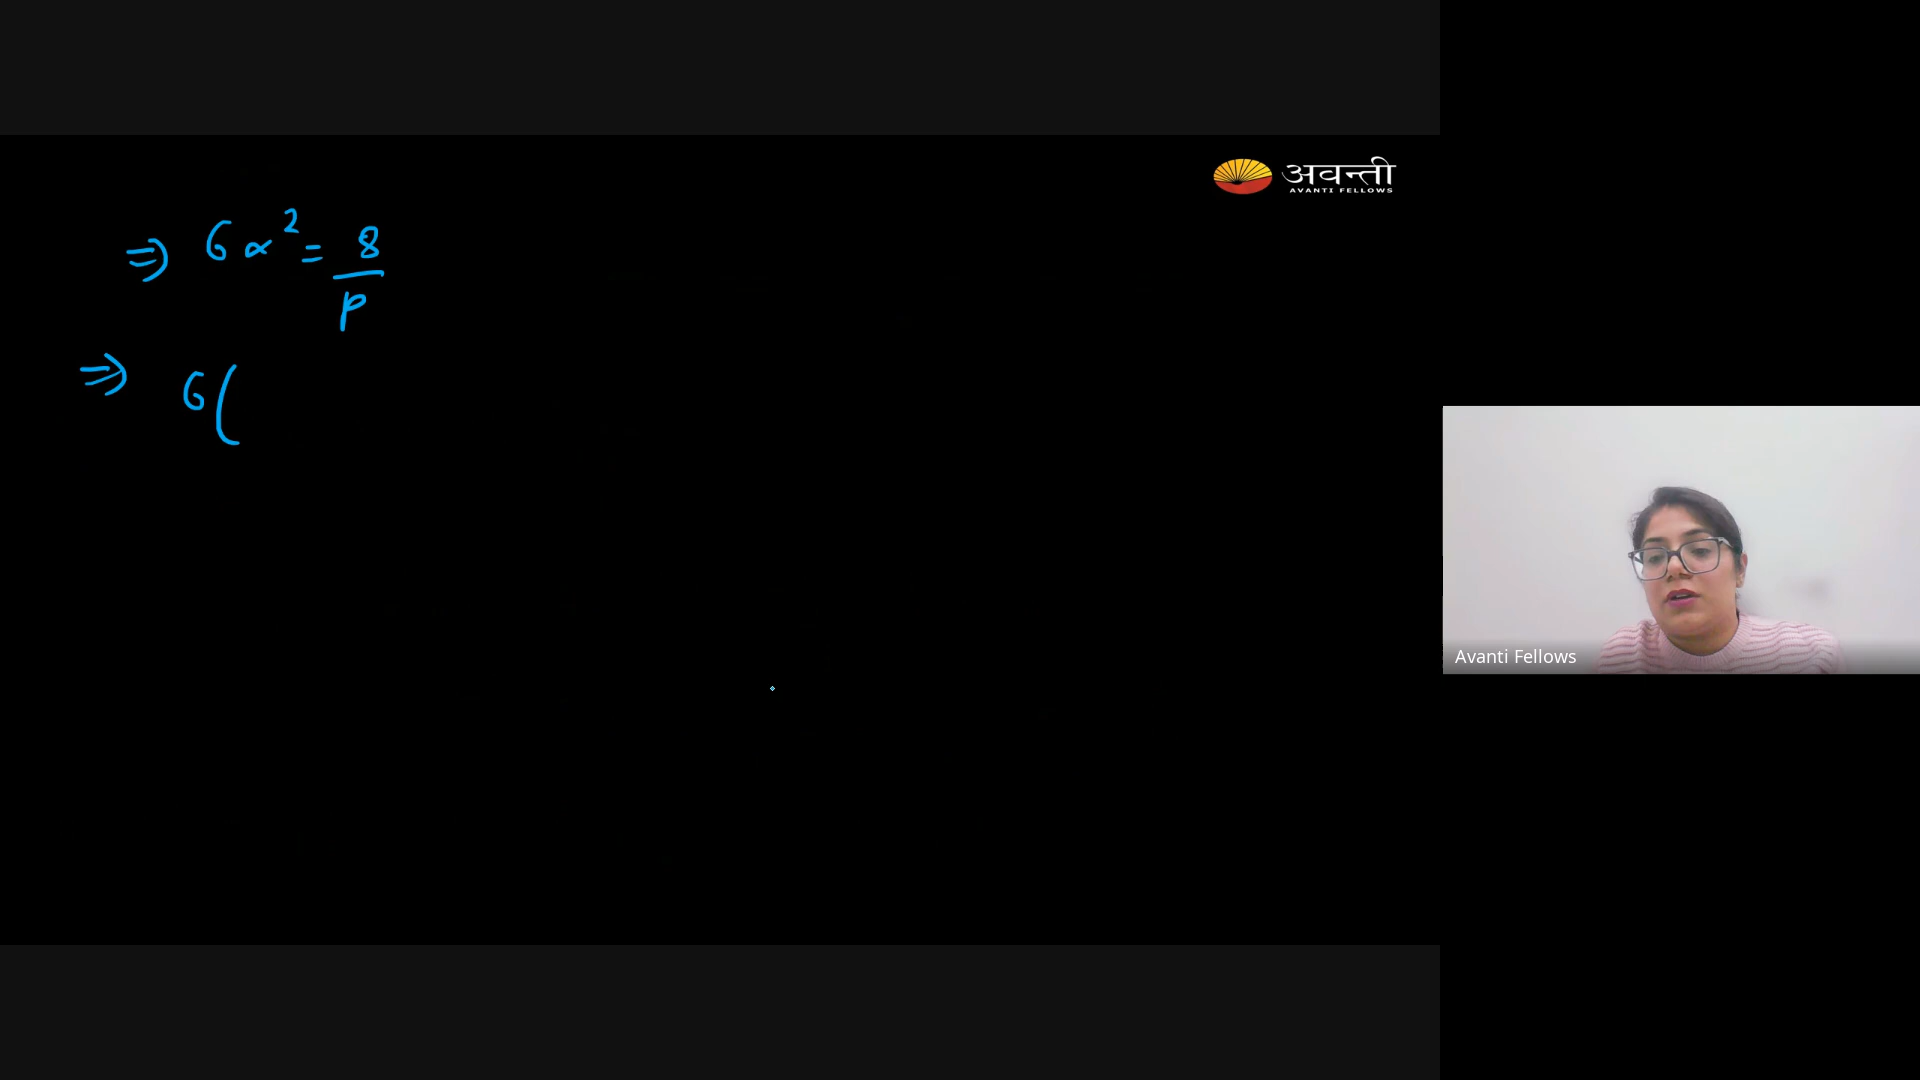 अवन्ती
AVANTI FELLOWS
⇒ 6α² = 8/p
⇒ 6(
Avanti Fellows